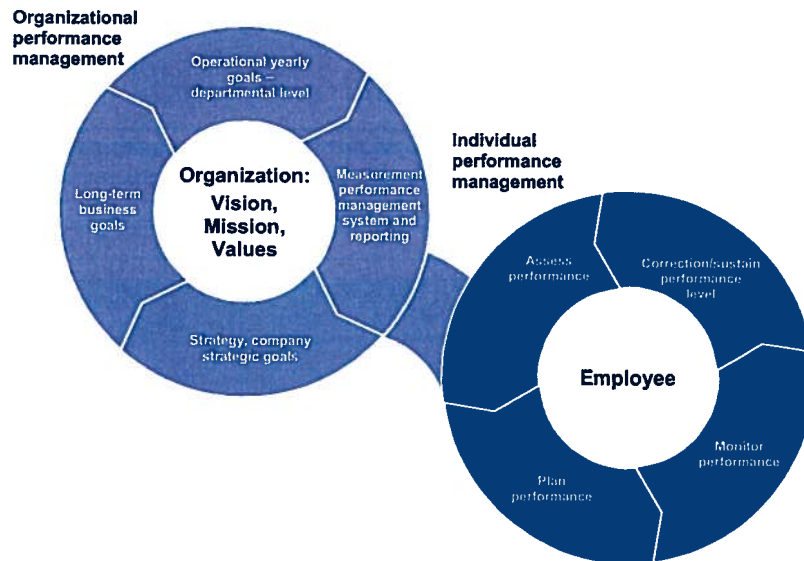 Organizational
performance
management
Operational yearly
goals –
departmental level
Organization:
Vision,
Mission,
Values
Measurement
performance
management
system and
reporting
Long-term
business
goals
Strategy, company
strategic goals
Individual
performance
management
Assess
performance
Correction/sustain
performance
level
Employee
Monitor
performance
Plan
performance